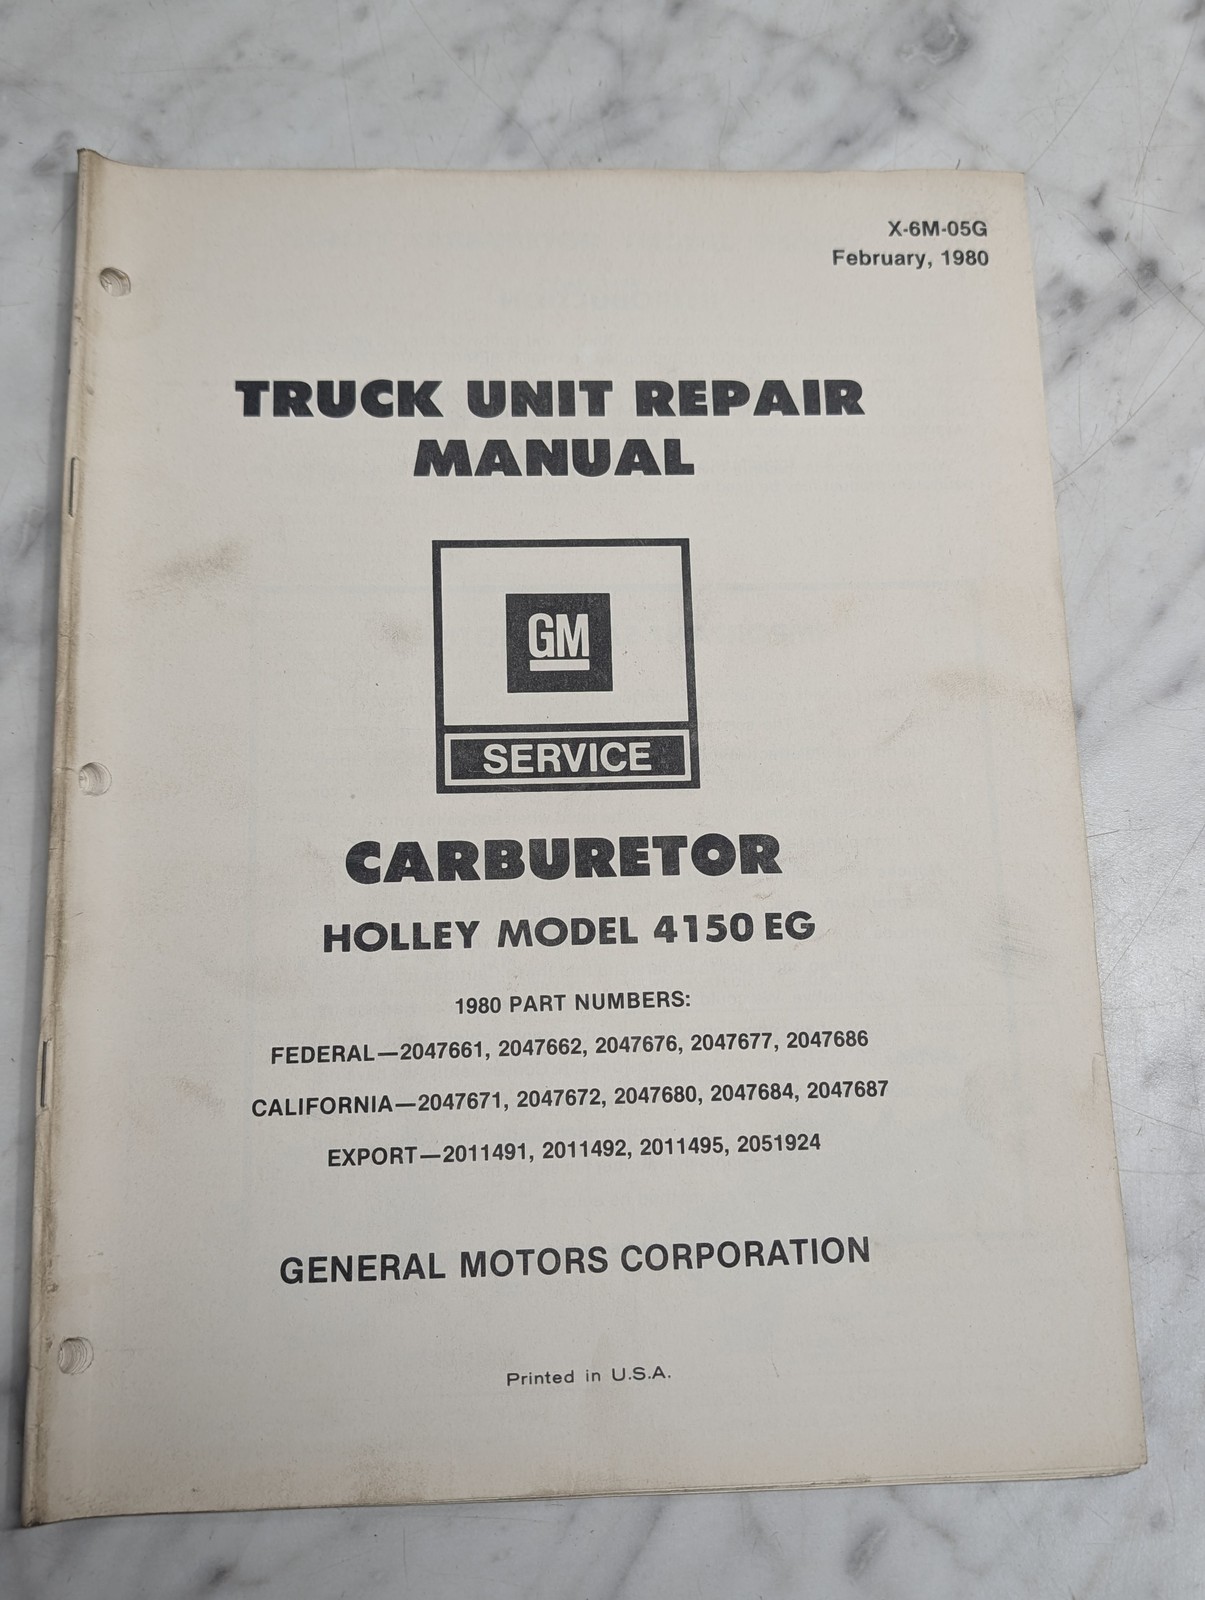 X-6M-05G
February, 1980
TRUCK UNIT REPAIR
MANUAL
GM
SERVICE
CARBURETOR
HOLLEY MODEL 4150 EG
1980 PART NUMBERS:
FEDERAL—2047661, 2047662, 2047676, 2047677, 2047686
CALIFORNIA—2047671, 2047672, 2047680, 2047684, 2047687
EXPORT—2011491, 2011492, 2011495, 2051924
GENERAL MOTORS CORPORATION
Printed in U.S.A.